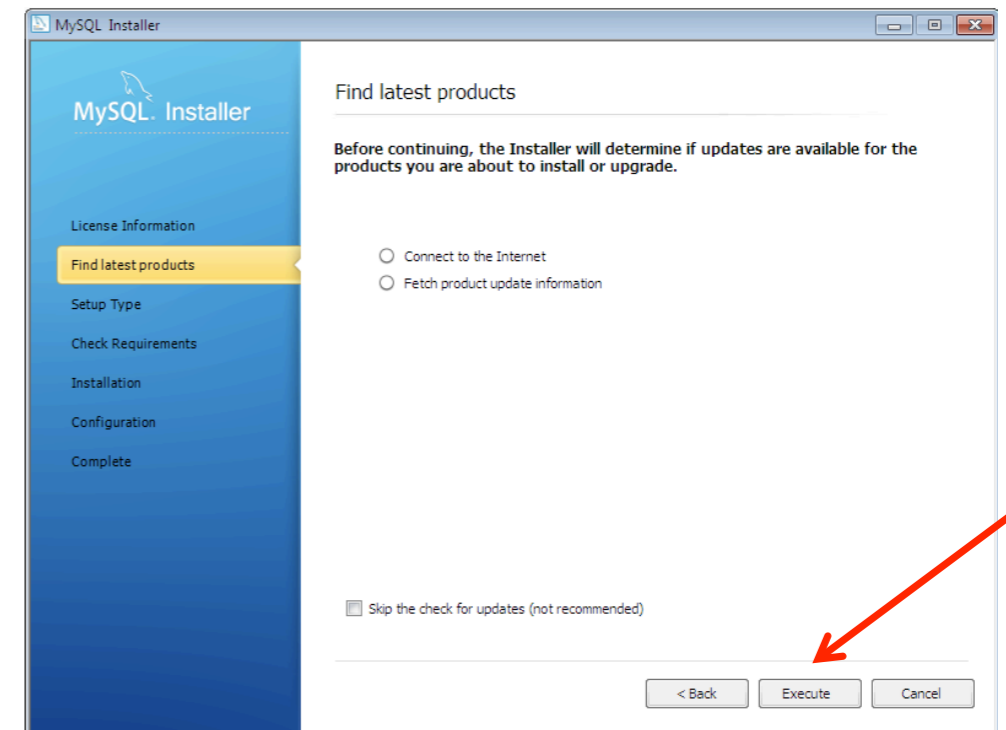 MySQL Installer
MySQL. Installer
License Information
Find latest products
Setup Type
Check Requirements
Installation
Configuration
Complete
Find latest products
Before continuing, the Installer will determine if updates are available for the
products you are about to install or upgrade.
Connect to the Internet
Fetch product update information
Skip the check for updates (not recommended)
< Back
Execute
Cancel